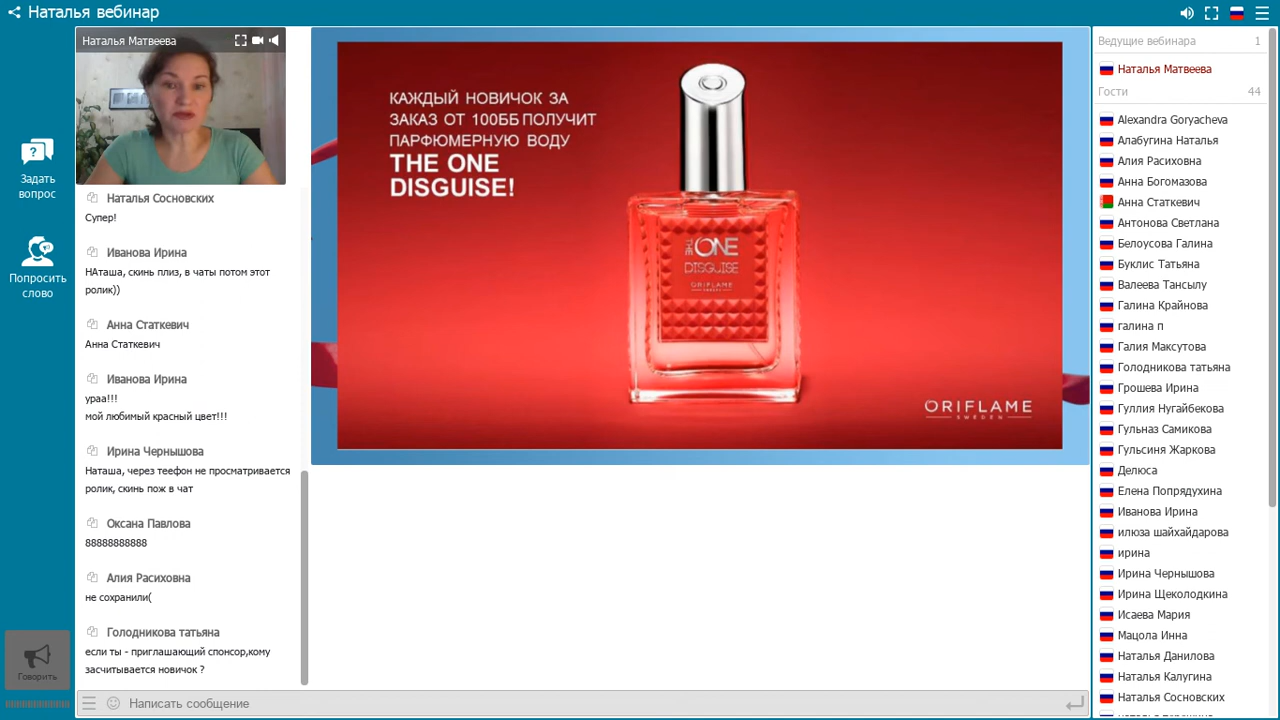 Наталья вебинар
Задать
вопрос
Попросить
слово
Говорить
Наталья Матвеева
Наталья Сосновских
Супер!
Иванова Ирина
НАташа, скинь плиз, в чаты потом этот
ролик))
Анна Статкевич
Анна Статкевич
Иванова Ирина
ураа!!!
мой любимый красный цвет!!!
Ирина Чернышова
Наташа, через теефон не просматривается
ролик, скинь пож в чат
Оксана Павлова
88888888888
Алия Расиховна
не сохранили(
Голодникова татьяна
если ты - приглашающий спонсор,кому
засчитывается новичок ?
Написать сообщение
КАЖДЫЙ НОВИЧОК ЗА
ЗАКАЗ ОТ 100ББ ПОЛУЧИТ
ПАРФЮМЕРНУЮ ВОДУ
THE ONE
DISGUISE!
THE ONE
DISGUISE
ORIFLAME
SWEDEN
ORIFLAME
SWEDEN
Ведущие вебинара 1
Наталья Матвеева
Гости 44
Alexandra Goryacheva
Алабугина Наталья
Алия Расиховна
Анна Богомазова
Анна Статкевич
Антонова Светлана
Белоусова Галина
Босс Татьяна
Валеева Тансылу
Галина Крайнова
галина п
Галия Максутова
Голодникова татьяна
Грошева Ирина
Гуллия Нугайбекова
Гульназ Самикова
Гульсиня Жаркова
Делюса
Елена Попрядухина
Иванова Ирина
илюза шайхайдарова
ирина
Ирина Чернышова
Ирина Щеколодкина
Исаева Мария
Мацола Инна
Наталья Данилова
Наталья Калугина
Наталья Сосновских